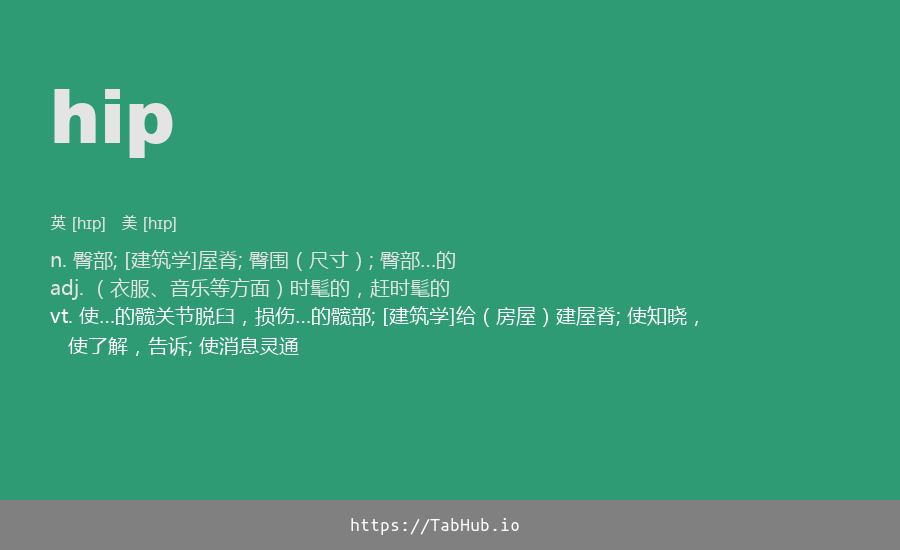 hip
英 [hɪp] 美 [hɪp]
n. 臀部; [建筑学]屋脊; 臀围（尺寸）; 臀部…的
adj. （衣服、音乐等方面）时髦的，赶时髦的
vt. 使…的髋关节脱臼，损伤…的髋部; [建筑学]给（房屋）建屋脊; 使知晓，
使了解，告诉; 使消息灵通
https://TabHub.io